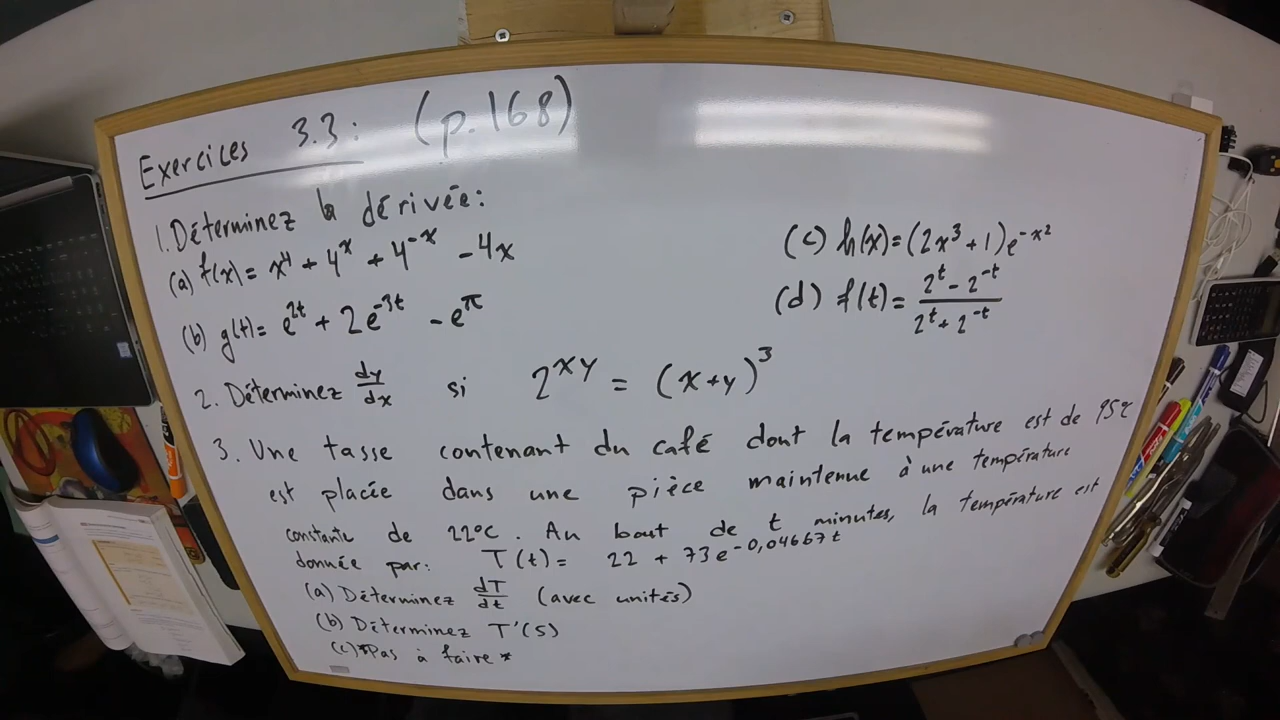 Exercices 3.3: (p.168)
1. Déterminez la dérivée:
(a) f(x) = x⁴ + 4ˣ + 4⁻ˣ - 4x
(b) g(t) = e²ᵗ + 2e⁻³ᵗ - e^π
(c) h(x) = (2x³ + 1)e^(-x²)
(d) f(t) = (2ᵗ - 2⁻ᵗ)/(2ᵗ + 2⁻ᵗ)
2. Déterminez dy/dx si 2^(xy) = (x+y)³
3. Une tasse contenant du café dont la température est de 95°C
est placée dans une pièce maintenue à une température
constante de 22°C. Au bout de t minutes, la température est
donnée par: T(t) = 22 + 73e^(-0,04667t)
(a) Déterminez dT/dt (avec unités)
(b) Déterminez T'(5)
(c) *Pas à faire*